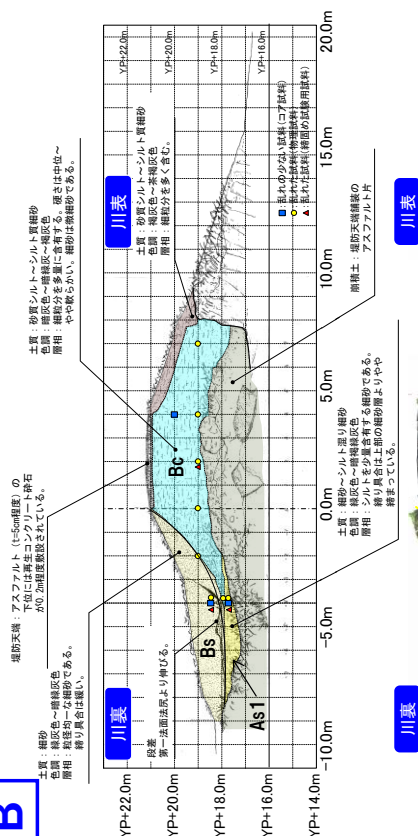 B
堤防天端：アスファルト（t=5cm程度）の
下位には再生コンクリート砕石
が0.2m程度敷設されている。
土質：細砂
色調：緑灰色～暗緑灰色
層相：粒径均一な細砂である。
締り具合は緩い。
土質：砂質シルト～シルト質細砂
色調：暗灰色～暗緑灰～褐灰色
層相：細粒分を多量に含有する。硬さは中位～
やや軟らかい。細砂は微細砂である。
土質：砂質シルト～シルト質細砂
色調：褐灰色～茶褐灰色
層相：細粒分を多く含む。
川裏
川表
段差
第一法面法尻より伸びる。
Bc
Bs
As1
YP+22.0m
YP+20.0m
YP+18.0m
YP+16.0m
YP+14.0m
Y.P+22.0m
Y.P+20.0m
Y.P+18.0m
Y.P+16.0m
-10.0m
-5.0m
0.0m
5.0m
10.0m
15.0m
20.0m
：乱れの少ない試料(コア試料)
：乱れた試料(物理試料)
：乱れた試料(締固め試験用試料)
崩積土：堤防天端舗装の
アスファルト片
土質：細砂～シルト混り細砂
色調：緑灰色～暗褐緑灰色
層相：シルトを少量含有する細砂である。
締り具合は上部の細砂層よりやや
締まっている。
川裏
川表